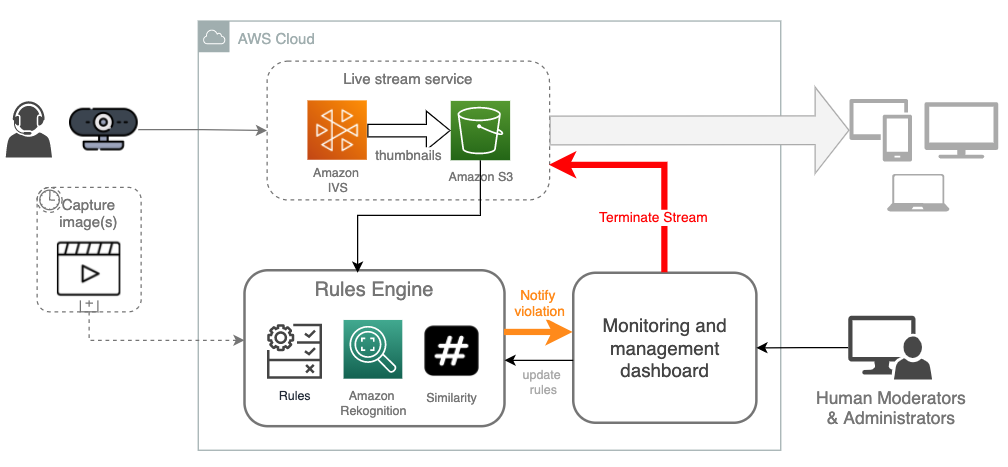 AWS Cloud
Live stream service
thumbnails
Amazon
IVS
Amazon S3
Capture
image(s)
+
Terminate Stream
Rules Engine
Rules
Amazon
Rekognition
#
Similarity
Notify
violation
update
rules
Monitoring and
management
dashboard
Human Moderators
& Administrators